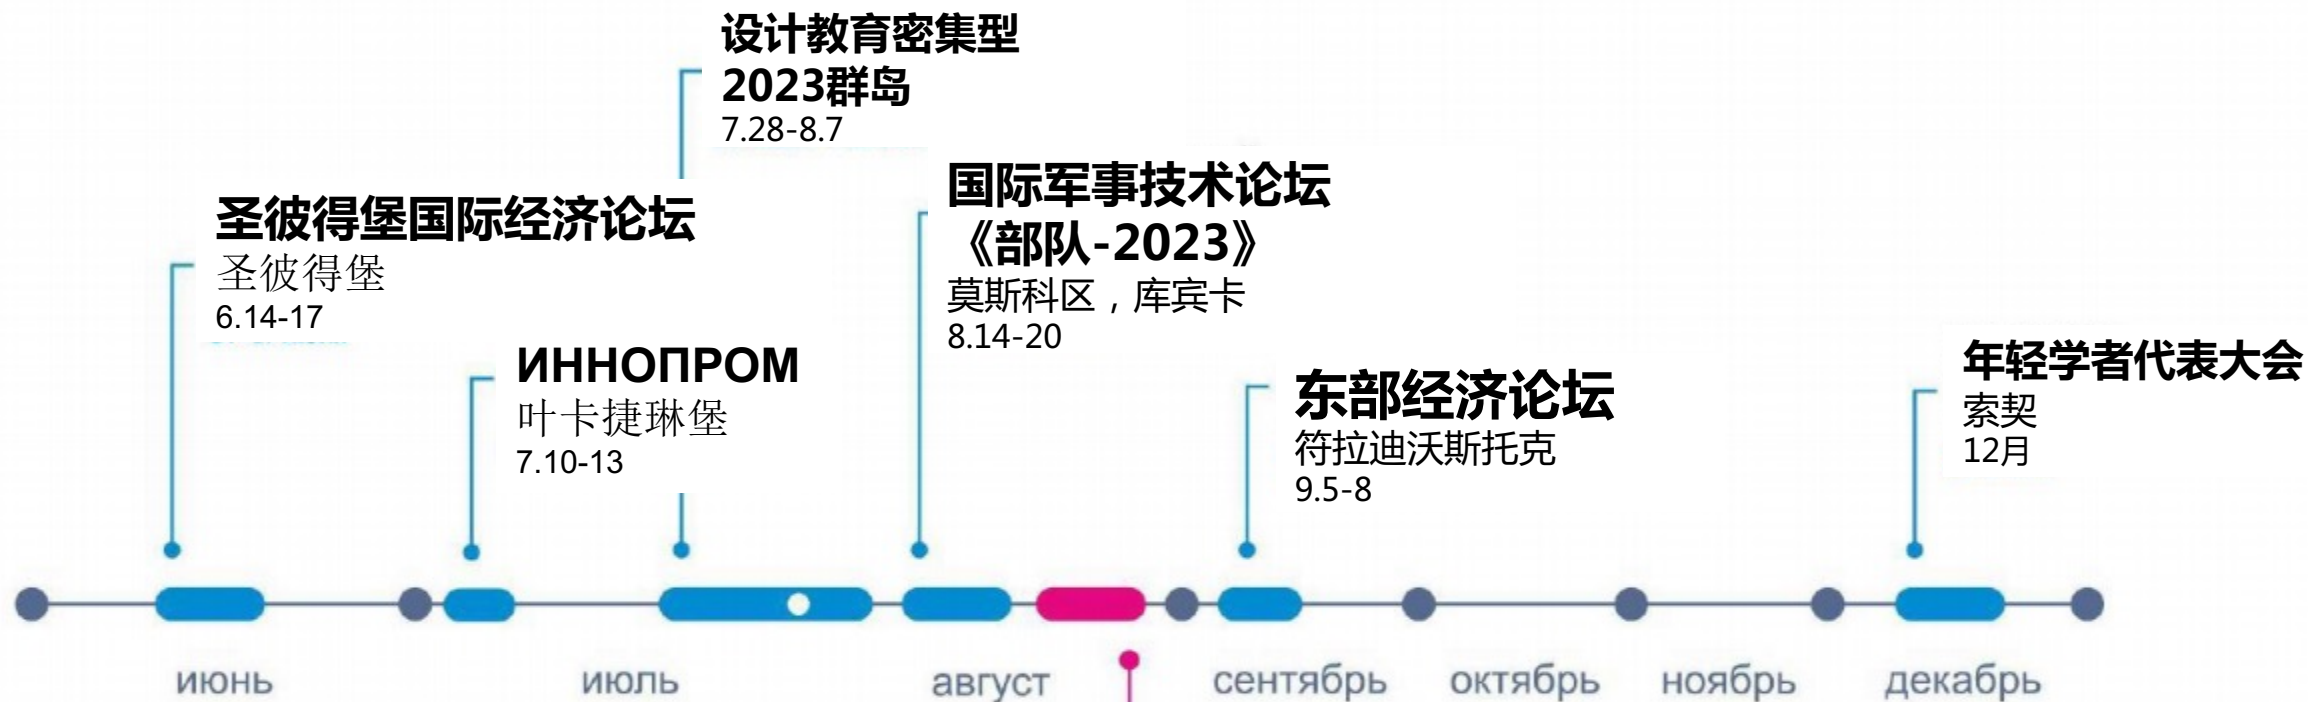 设计教育密集型
2023群岛
7.28-8.7
国际军事技术论坛
《部队-2023》
莫斯科区，库宾卡
8.14-20
圣彼得堡国际经济论坛
圣彼得堡
6.14-17
ИННОПРОМ
叶卡捷琳堡
7.10-13
东部经济论坛
符拉迪沃斯托克
9.5-8
年轻学者代表大会
索契
12月
июнь
июль
август
сентябрь
октябрь
ноябрь
декабрь